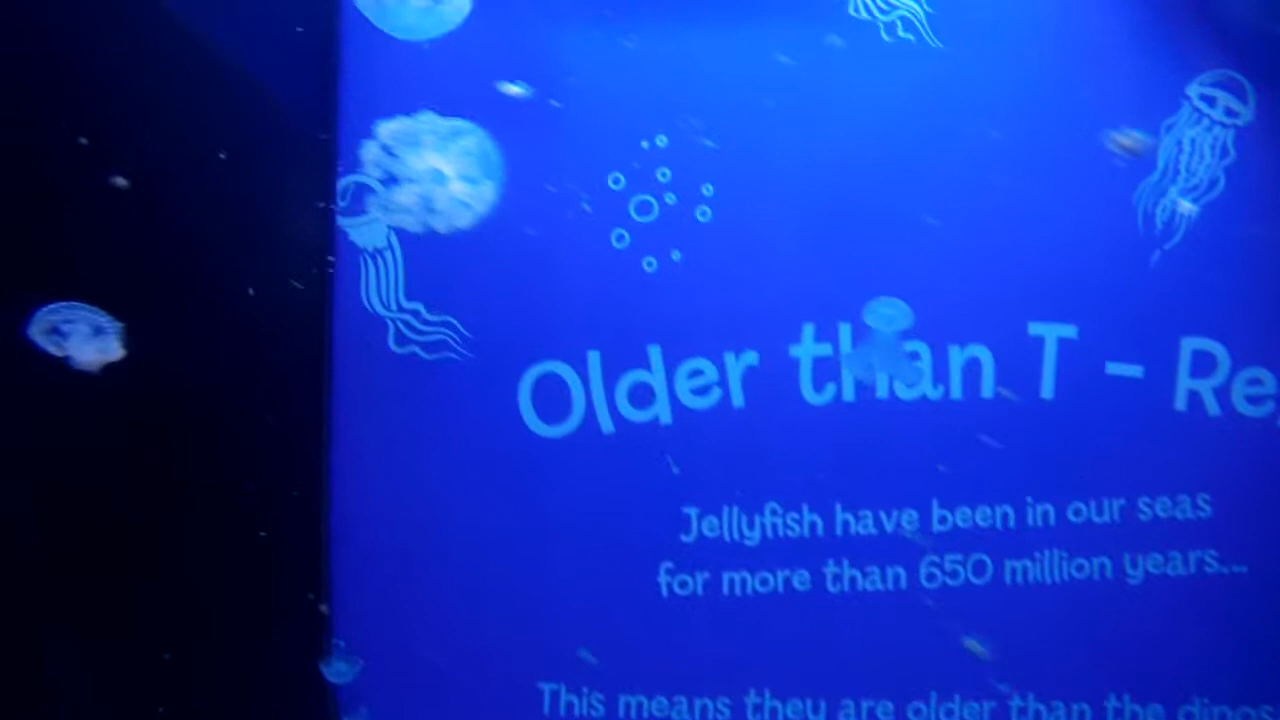 Older than T - Re
Jellyfish have been in our seas
for more than 650 million years...
This means they are older than the dinos